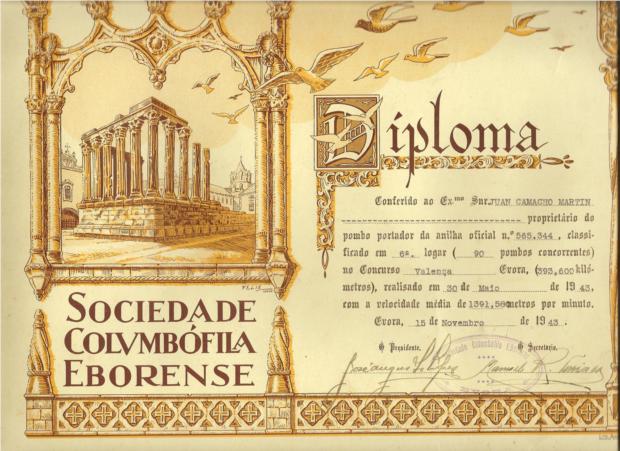 SOCIEDADE
COLVMBÓFILA
EBORENSE
Diploma
Conferido ao Ex.mo Snr. JUAN CAMACHO MARTIN
proprietário do
pombo portador da anilha oficial n.º 565.344, classi-
ficado em 6º. logar ( 90 pombos concorrentes)
no Concurso Valença Evora, (393,600 kiló-
metros), realisado em 30 de Maio de 1943,
com a velocidade média de 1391,580 metros por minuto.
Evora, 15 de Novembro de 1943.
O Presidente,
O Secretario,